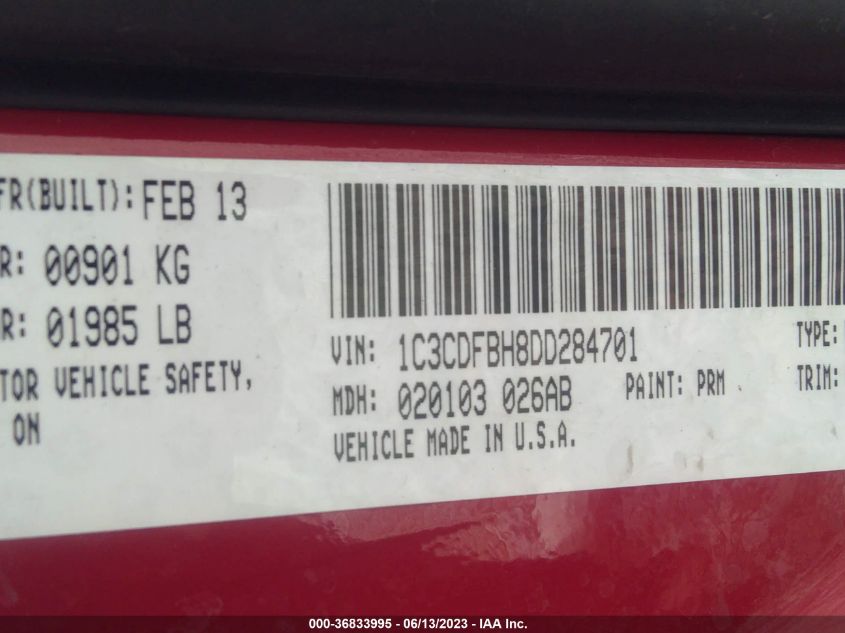 FR(BUILT): FEB 13
R: 00901 KG
R: 01985 LB
TOR VEHICLE SAFETY,
ON
VIN: 1C3CDFBH8DD284701
TYPE:
MDH: 020103 026AB
PAINT: PRM
TRIM:
VEHICLE MADE IN U.S.A.
000-36833995 - 06/13/2023 - IAA Inc.